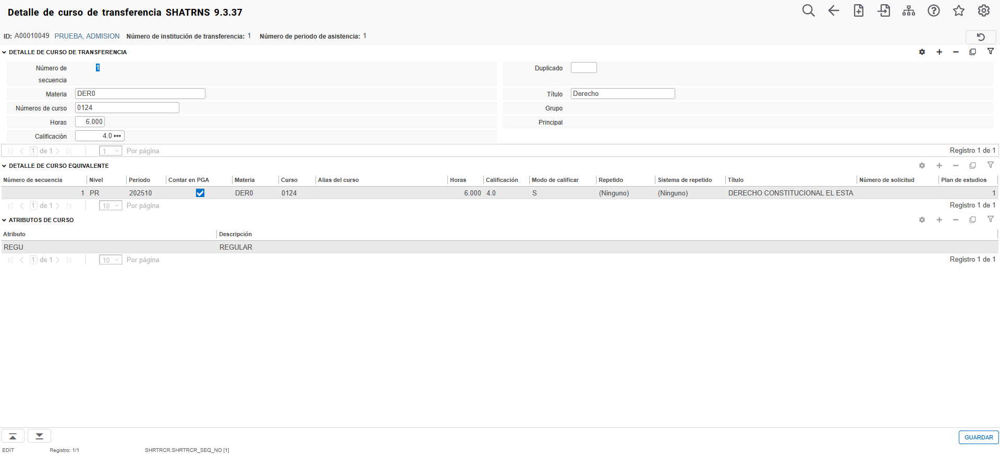 Detalle de curso de transferencia SHATRNS 9.3.37
ID: A00010049 PRUEBA, ADMISION Número de institución de transferencia: 1 Número de periodo de asistencia: 1
DETALLE DE CURSO DE TRANSFERENCIA
Número de secuencia 1 Duplicado
Materia DER0 Título Derecho
Números de curso 0124 Grupo
Horas 6.000 Principal
Calificación 4.0 •••
1 de 1 1 Por página Registro 1 de 1
DETALLE DE CURSO EQUIVALENTE
Número de secuencia Nivel Periodo Contar en PGA Materia Curso Alias del curso Horas Calificación Modo de calificar Repetido Sistema de repetido Título Número de solicitud Plan de estudios
1 PR 202510 DER0 0124 6.000 4.0 S (Ninguno) (Ninguno) DERECHO CONSTITUCIONAL EL ESTA 1
1 de 1 10 Por página Registro 1 de 1
ATRIBUTOS DE CURSO
Atributo Descripción
REGU REGULAR
1 de 1 10 Por página Registro 1 de 1
GUARDAR
EDIT Registro: 1/1 SHRTRCR.SHRTRCR_SEQ_NO [1]